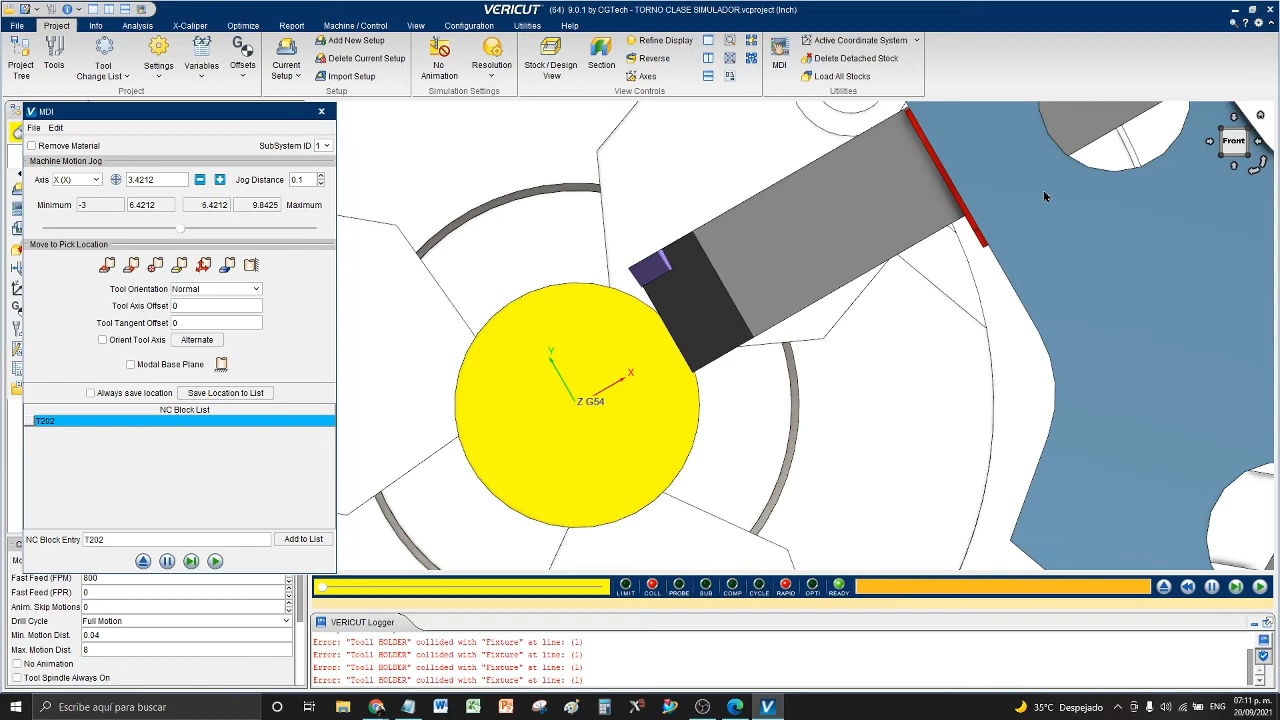 VERICUT (64) 9.0.1 by CGTech - TORNO CLASE SIMULADOR.vcproject (Inch)
File Project Info Analysis X-Caliper Optimize Report Machine / Control View Configuration Utilities Help
Project Tree
Tools
Tool Change List
Settings
Variables
Offsets
Current Setup
Add New Setup
Delete Current Setup
Import Setup
No Animation
Resolution
Stock / Design View
Section
Refine Display
Reverse
Axes
MDI
Active Coordinate System
Delete Detached Stock
Load All Stocks
Project Setup Simulation Settings View Controls Utilities
MDI
File Edit
Remove Material SubSystem ID 1
Machine Motion Jog
Axis X (X) 3.4212 Jog Distance 0.1
Minimum -3 6.4212 6.4212 9.8425 Maximum
Move to Pick Location
Tool Orientation Normal
Tool Axis Offset 0
Tool Tangent Offset 0
Orient Tool Axis Alternate
Modal Base Plane
Always save location Save Location to List
NC Block List
T202
NC Block Entry T202 Add to List
Front
Y
X
Z G54
Fast Feed (FPM) 800
Fast Feed (FPR) 0
Anim. Skip Motions 0
Drill Cycle Full Motion
Min. Motion Dist. 0.04
Max. Motion Dist. 8
No Animation
Tool Spindle Always On
LIMIT COLL PROBE SUB COMP CYCLE RAPID OPTI READY
VERICUT Logger
Error: "Tool1 HOLDER" collided with "Fixture" at line: (1)
Error: "Tool1 HOLDER" collided with "Fixture" at line: (1)
Error: "Tool1 HOLDER" collided with "Fixture" at line: (1)
Error: "Tool1 HOLDER" collided with "Fixture" at line: (1)
Escribe aquí para buscar
35°C Despejado
ENG
07:11 p. m.
20/09/2021